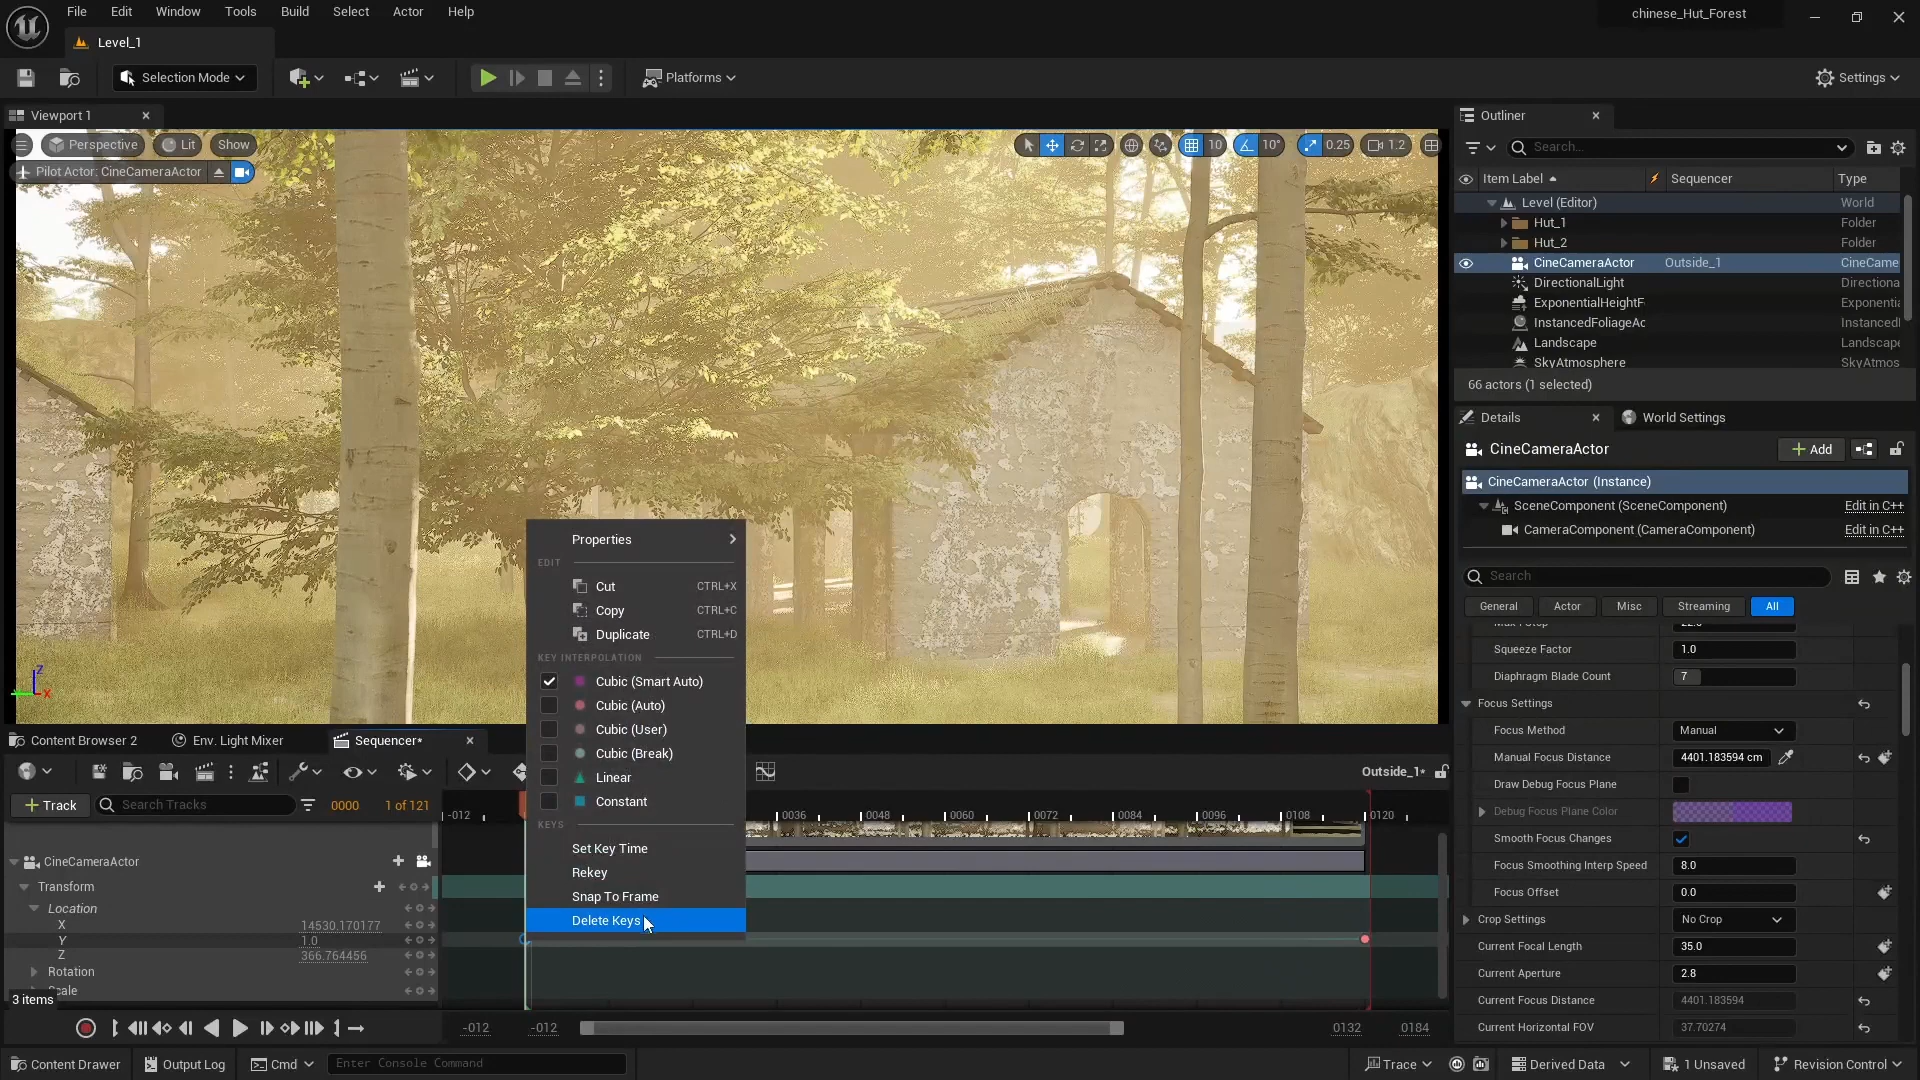 File Edit Window Tools Build Select Actor Help
chinese_Hut_Forest
Level_1
Selection Mode
Platforms
Settings
Viewport 1
Perspective Lit Show
10 10° 0.25 1.2
Pilot Actor: CineCameraActor
Outliner
Search...
Item Label Sequencer Type
Level (Editor) World
Hut_1 Folder
Hut_2 Folder
CineCameraActor Outside_1 CineCame
DirectionalLight Directiona
ExponentialHeightF Exponentia
InstancedFoliageAc Instanced
Landscape Landscape
SkyAtmosphere SkyAtmos
66 actors (1 selected)
Details World Settings
CineCameraActor
Add
CineCameraActor (Instance)
SceneComponent (SceneComponent) Edit in C++
CameraComponent (CameraComponent) Edit in C++
Search
General Actor Misc Streaming All
Squeeze Factor 1.0
Diaphragm Blade Count 7
Focus Settings
Focus Method Manual
Manual Focus Distance 4401.183594 cm
Draw Debug Focus Plane
Debug Focus Plane Color
Smooth Focus Changes
Focus Smoothing Interp Speed 8.0
Focus Offset 0.0
Crop Settings No Crop
Current Focal Length 35.0
Current Aperture 2.8
Current Focus Distance 4401.183594
Current Horizontal FOV 37.70274
Properties
EDIT
Cut CTRL+X
Copy CTRL+C
Duplicate CTRL+D
KEY INTERPOLATION
Cubic (Smart Auto)
Cubic (Auto)
Cubic (User)
Cubic (Break)
Linear
Constant
KEYS
Set Key Time
Rekey
Snap To Frame
Delete Keys
Z
X
Content Browser 2 Env. Light Mixer Sequencer*
Outside_1*
Track Search Tracks 0000 1 of 121
-012 0036 0048 0060 0072 0084 0096 0108 0120
CineCameraActor
Transform
Location
X 14530.170177
Y 1.0
Z 366.764456
Rotation
Scale
3 items
-012 -012 0132 0184
Content Drawer Output Log Cmd Enter Console Command
Trace Derived Data 1 Unsaved Revision Control